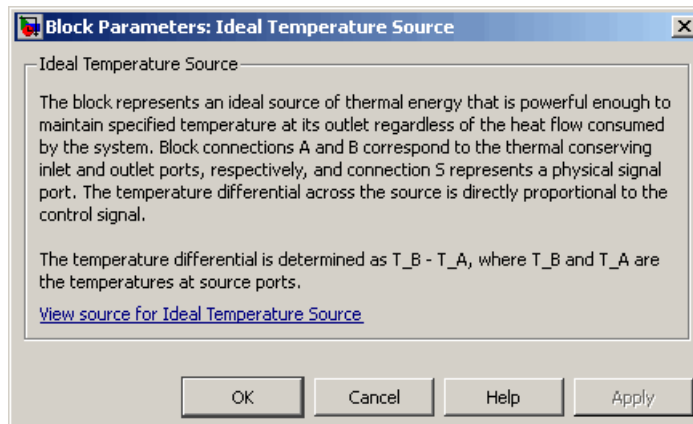 Block Parameters: Ideal Temperature Source
Ideal Temperature Source
The block represents an ideal source of thermal energy that is powerful enough to
maintain specified temperature at its outlet regardless of the heat flow consumed
by the system. Block connections A and B correspond to the thermal conserving
inlet and outlet ports, respectively, and connection S represents a physical signal
port. The temperature differential across the source is directly proportional to the
control signal.
The temperature differential is determined as T_B - T_A, where T_B and T_A are
the temperatures at source ports.
View source for Ideal Temperature Source
OK Cancel Help Apply